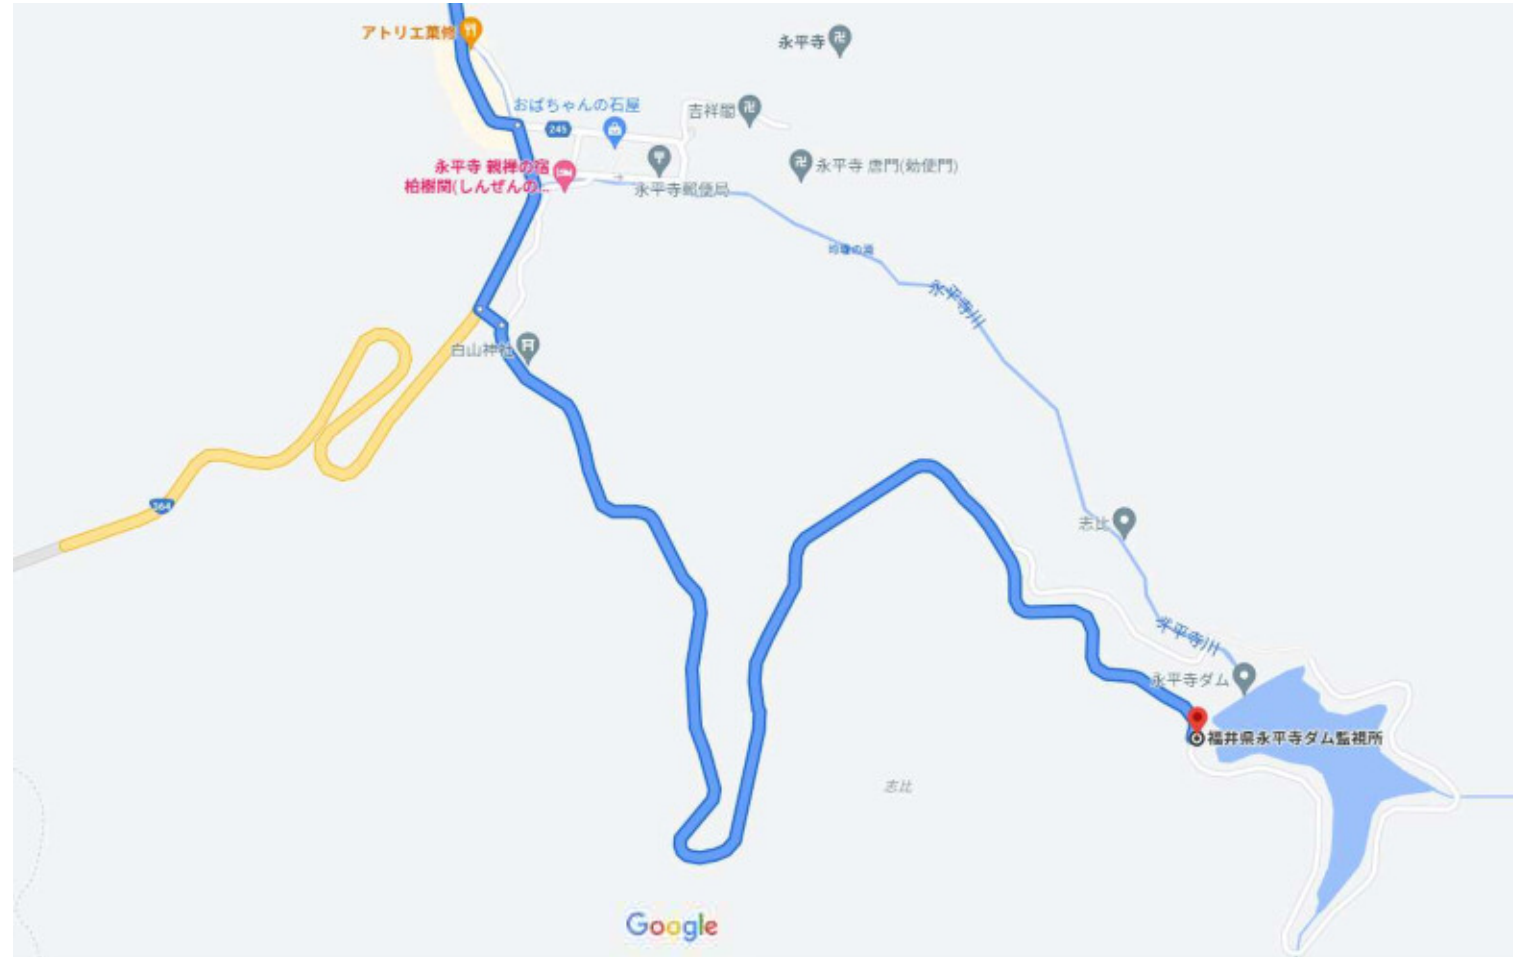 アトリエ菓修
永平寺
おばちゃんの石屋
245
吉祥閣
永平寺 親禅の宿
柏樹関(しんぜんの...
永平寺郵便局
永平寺 唐門(勅使門)
永平寺川
白山神社
364
志比
永平寺川
永平寺ダム
福井県永平寺ダム監視所
志比
Google